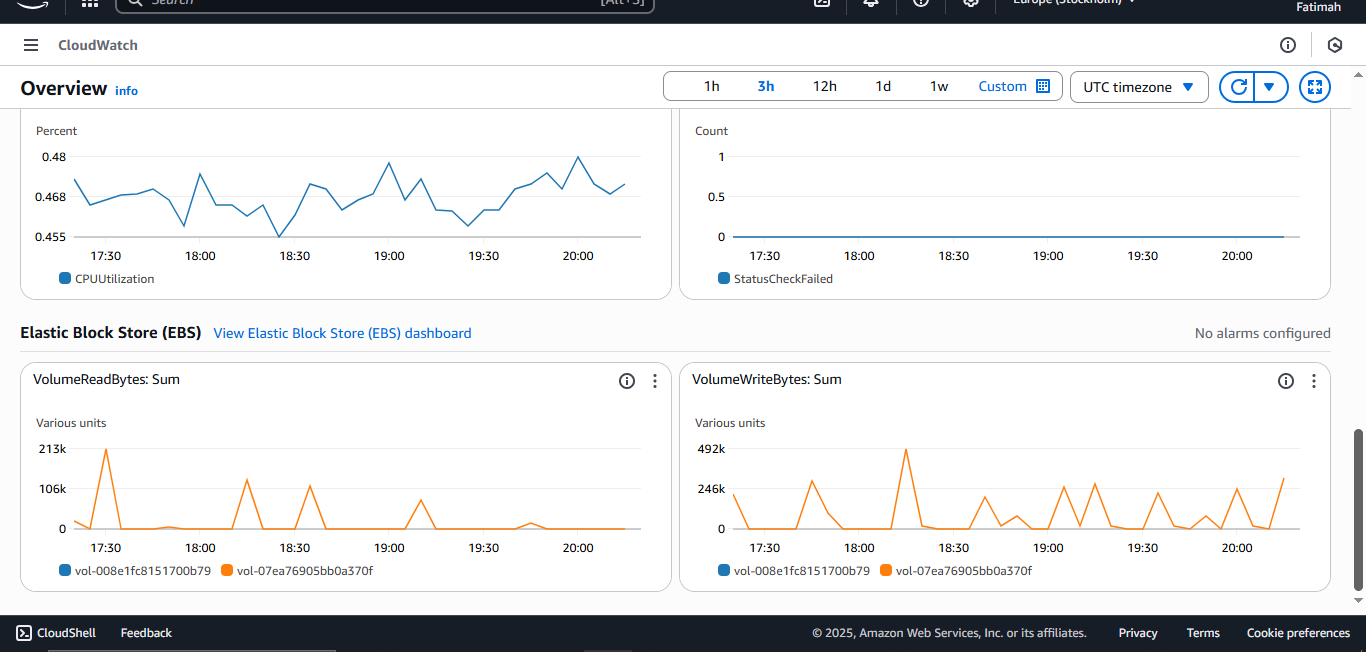 Search [Alt+S] Europe (Stockholm) Fatimah
CloudWatch
Overview info 1h 3h 12h 1d 1w Custom UTC timezone
Percent
0.48
0.468
0.455
17:30 18:00 18:30 19:00 19:30 20:00
CPUUtilization
Count
1
0.5
0
17:30 18:00 18:30 19:00 19:30 20:00
StatusCheckFailed
Elastic Block Store (EBS) View Elastic Block Store (EBS) dashboard No alarms configured
VolumeReadBytes: Sum
Various units
213k
106k
0
17:30 18:00 18:30 19:00 19:30 20:00
vol-008e1fc8151700b79 vol-07ea76905bb0a370f
VolumeWriteBytes: Sum
Various units
492k
246k
0
17:30 18:00 18:30 19:00 19:30 20:00
vol-008e1fc8151700b79 vol-07ea76905bb0a370f
CloudShell Feedback © 2025, Amazon Web Services, Inc. or its affiliates. Privacy Terms Cookie preferences